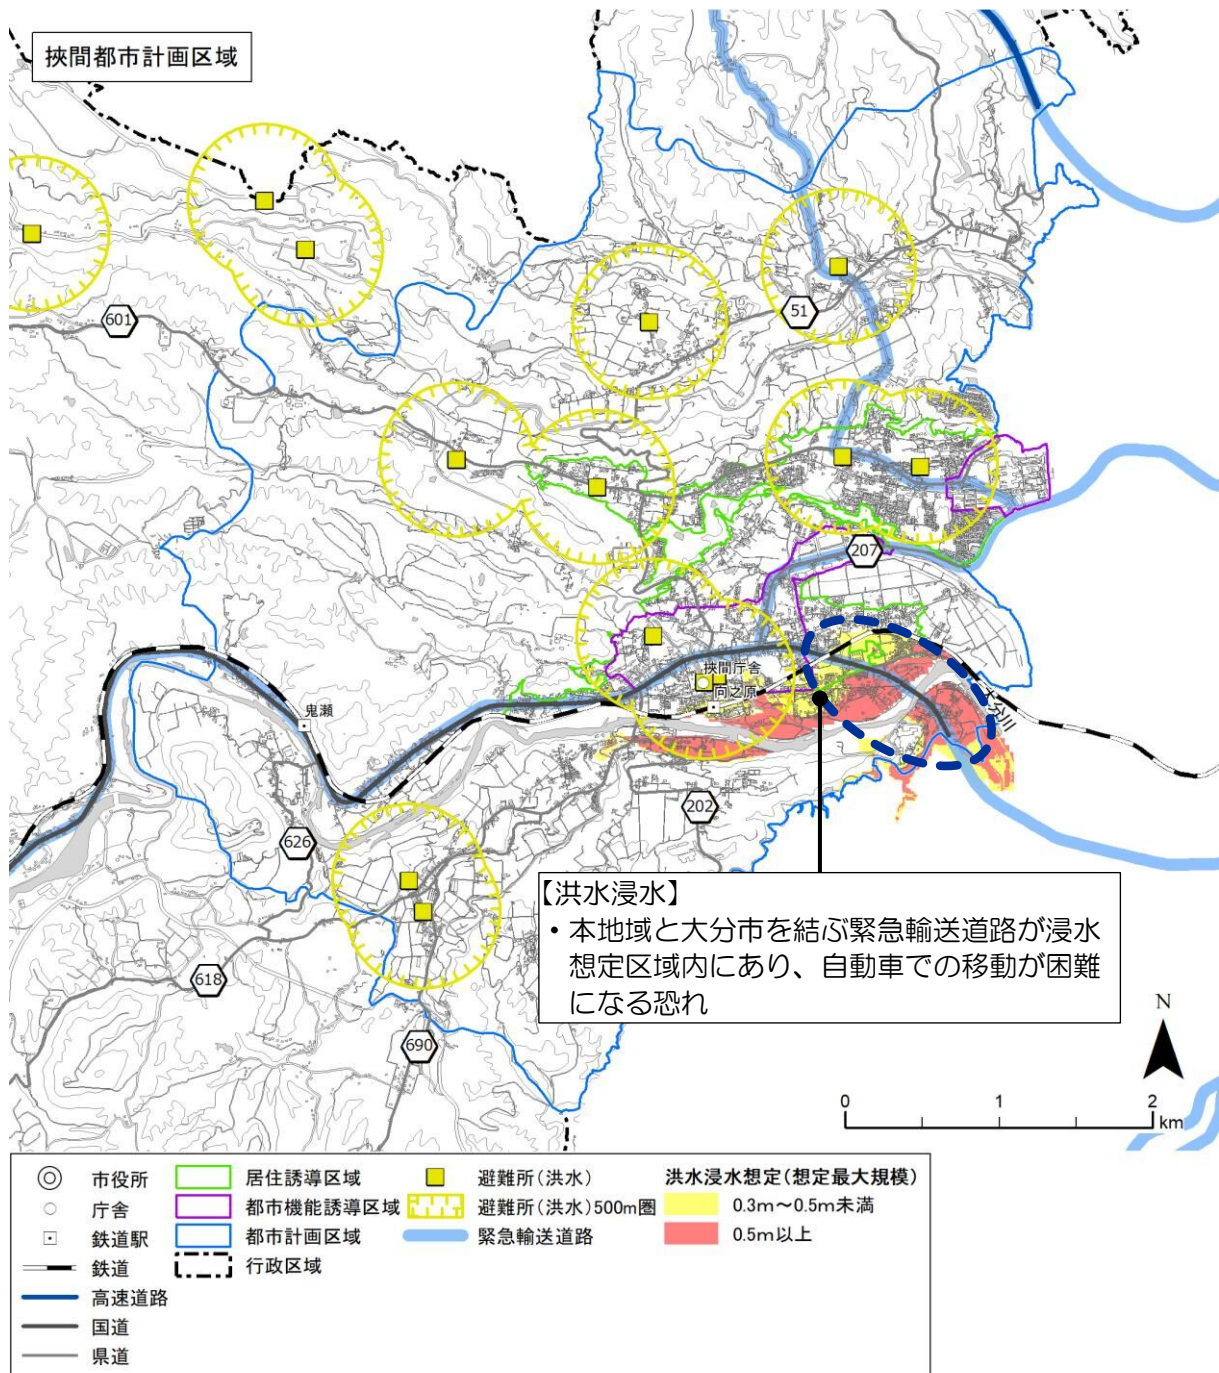 挾間都市計画区域
601
51
207
挾間庁舎
向之原
鬼瀬
大分川
202
626
618
690
【洪水浸水】
・本地域と大分市を結ぶ緊急輸送道路が浸水
想定区域内にあり、自動車での移動が困難
になる恐れ
N
0 1 2
km
市役所
庁舎
鉄道駅
鉄道
高速道路
国道
県道
居住誘導区域
都市機能誘導区域
都市計画区域
行政区域
避難所(洪水)
避難所(洪水)500m圏
緊急輸送道路
洪水浸水想定(想定最大規模)
0.3m～0.5m未満
0.5m以上